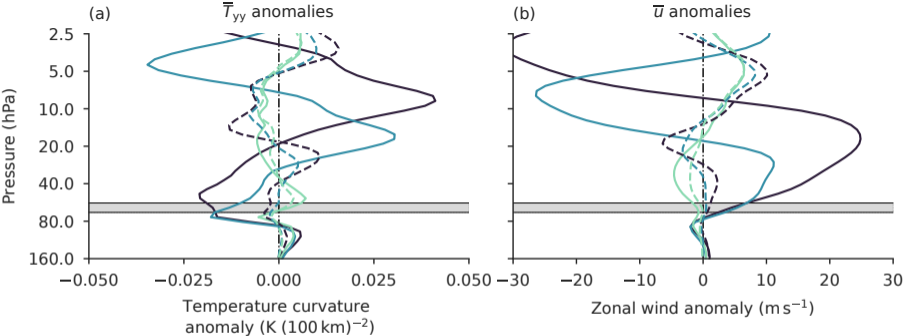 (a)
T̅yy anomalies
(b)
u̅ anomalies
Pressure (hPa)
2.5
5.0
10.0
20.0
40.0
80.0
160.0
−0.050
−0.025
0.000
0.025
0.050
−30
−20
−10
0
10
20
30
Temperature curvature
anomaly (K (100 km)⁻²)
Zonal wind anomaly (m s⁻¹)